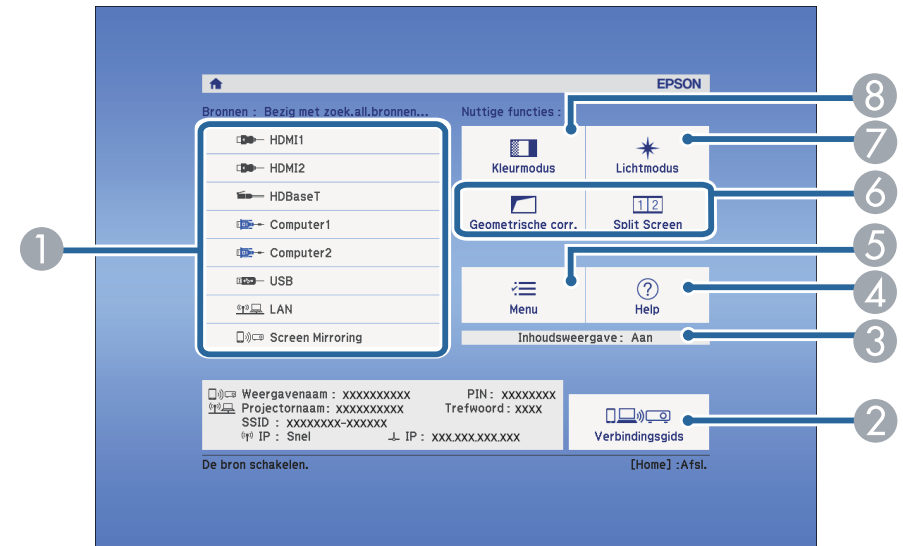 EPSON
Bronnen : Bezig met zoek.all.bronnen...
HDMI1
HDMI2
HDBaseT
Computer1
Computer2
USB
LAN
Screen Mirroring
Nuttige functies :
Kleurmodus
Lichtmodus
Geometrische corr.
1 2
Split Screen
Menu
? 
Help
Inhoudsweergave : Aan
Weergavenaam : xxxxxxxxxx PIN : xxxxxxxx
Projectornaam: xxxxxxxxxx Trefwoord : xxxx
SSID : xxxxxxxx-xxxxxx
IP : Snel IP : xxx.xxx.xxx.xxx
Verbindingsgids
De bron schakelen. [Home] :Afsl.
1
8
7
6
5
4
3
2